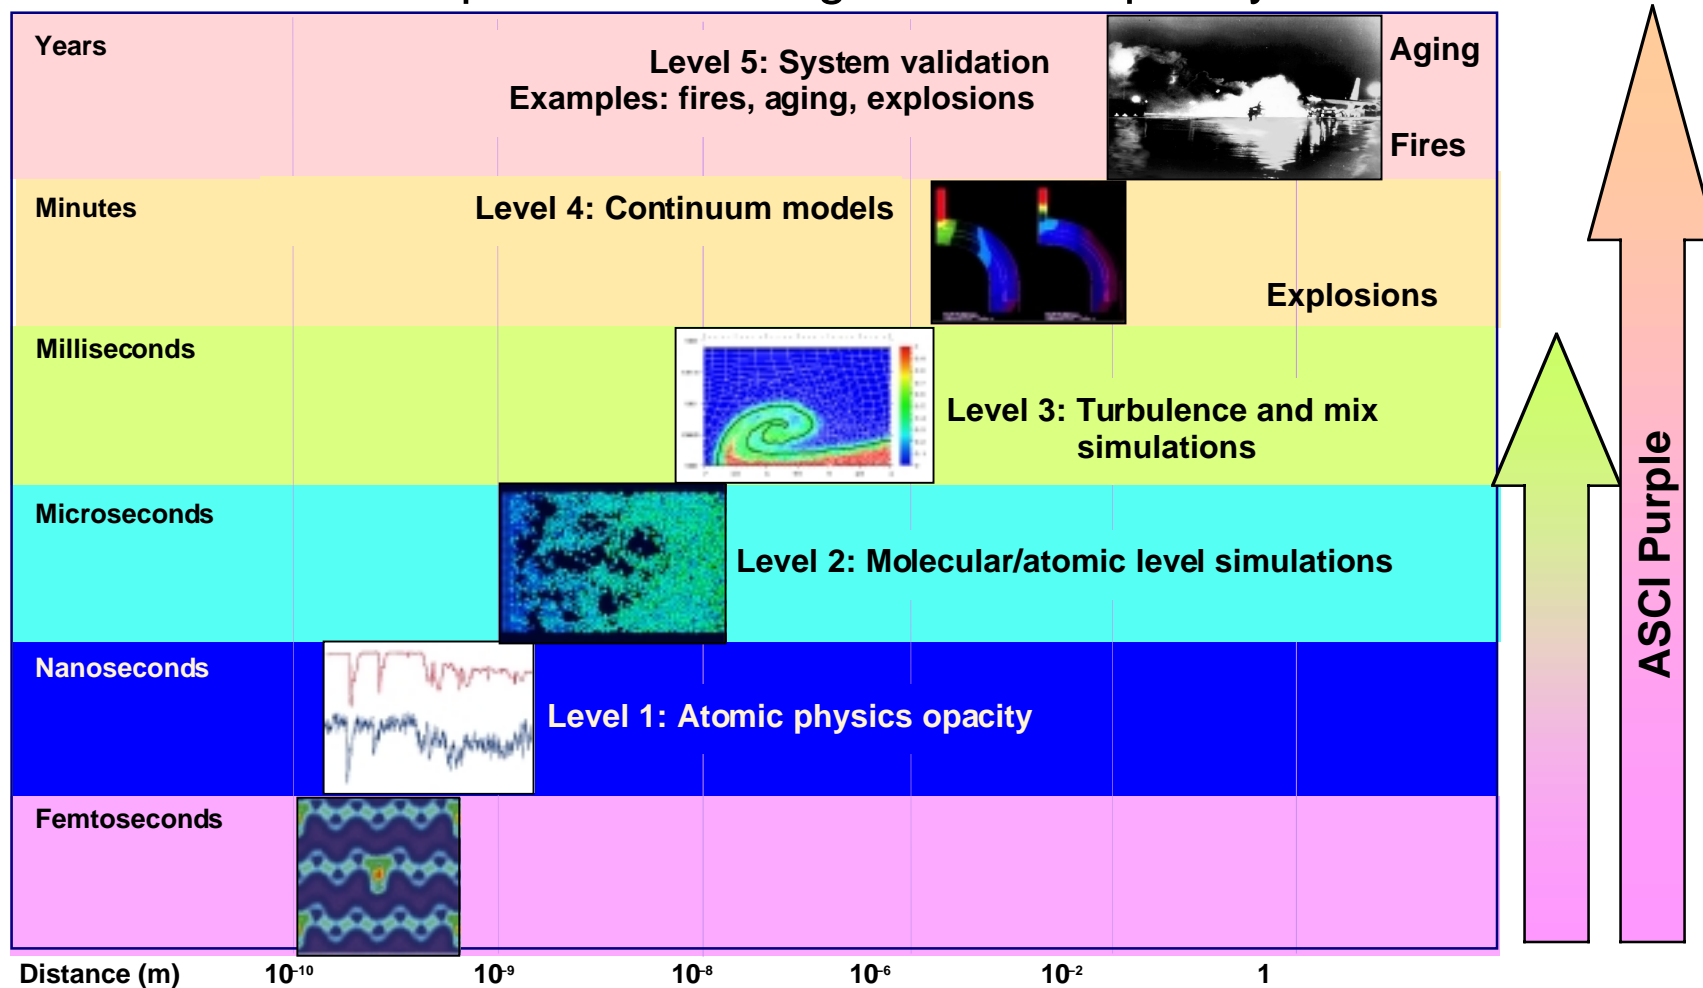 Years
Level 5: System validation
Examples: fires, aging, explosions
Aging
Fires
Minutes
Level 4: Continuum models
Explosions
Milliseconds
Level 3: Turbulence and mix
simulations
Microseconds
Level 2: Molecular/atomic level simulations
Nanoseconds
Level 1: Atomic physics opacity
Femtoseconds
ASCI Purple
Distance (m) 10⁻¹⁰ 10⁻⁹ 10⁻⁸ 10⁻⁶ 10⁻² 1